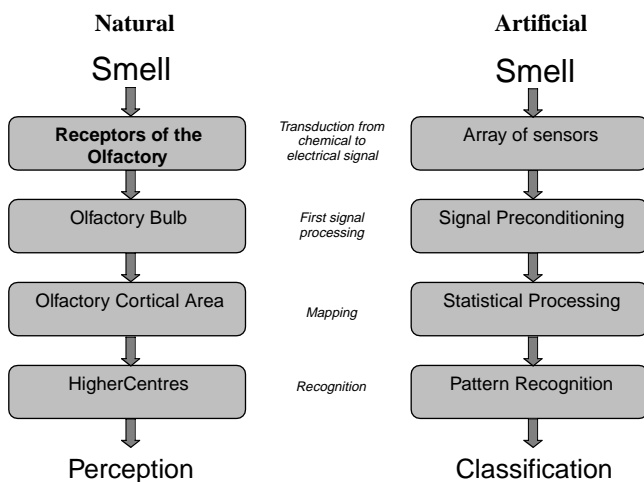 Natural
Artificial
Smell
Smell
Receptors of the
Olfactory
Transduction from
chemical to
electrical signal
Array of sensors
Olfactory Bulb
First signal
processing
Signal Preconditioning
Olfactory Cortical Area
Mapping
Statistical Processing
HigherCentres
Recognition
Pattern Recognition
Perception
Classification